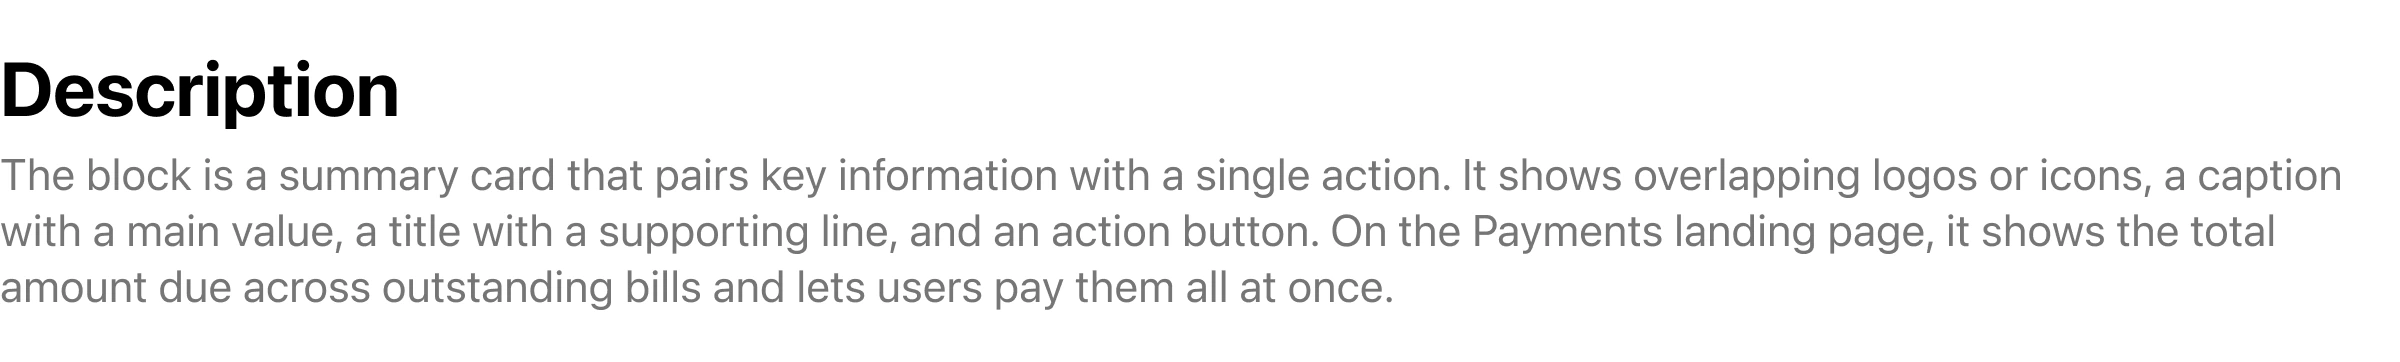 Description
The block is a summary card that pairs key information with a single action. It shows overlapping logos or icons, a caption
with a main value, a title with a supporting line, and an action button. On the Payments landing page, it shows the total
amount due across outstanding bills and lets users pay them all at once.